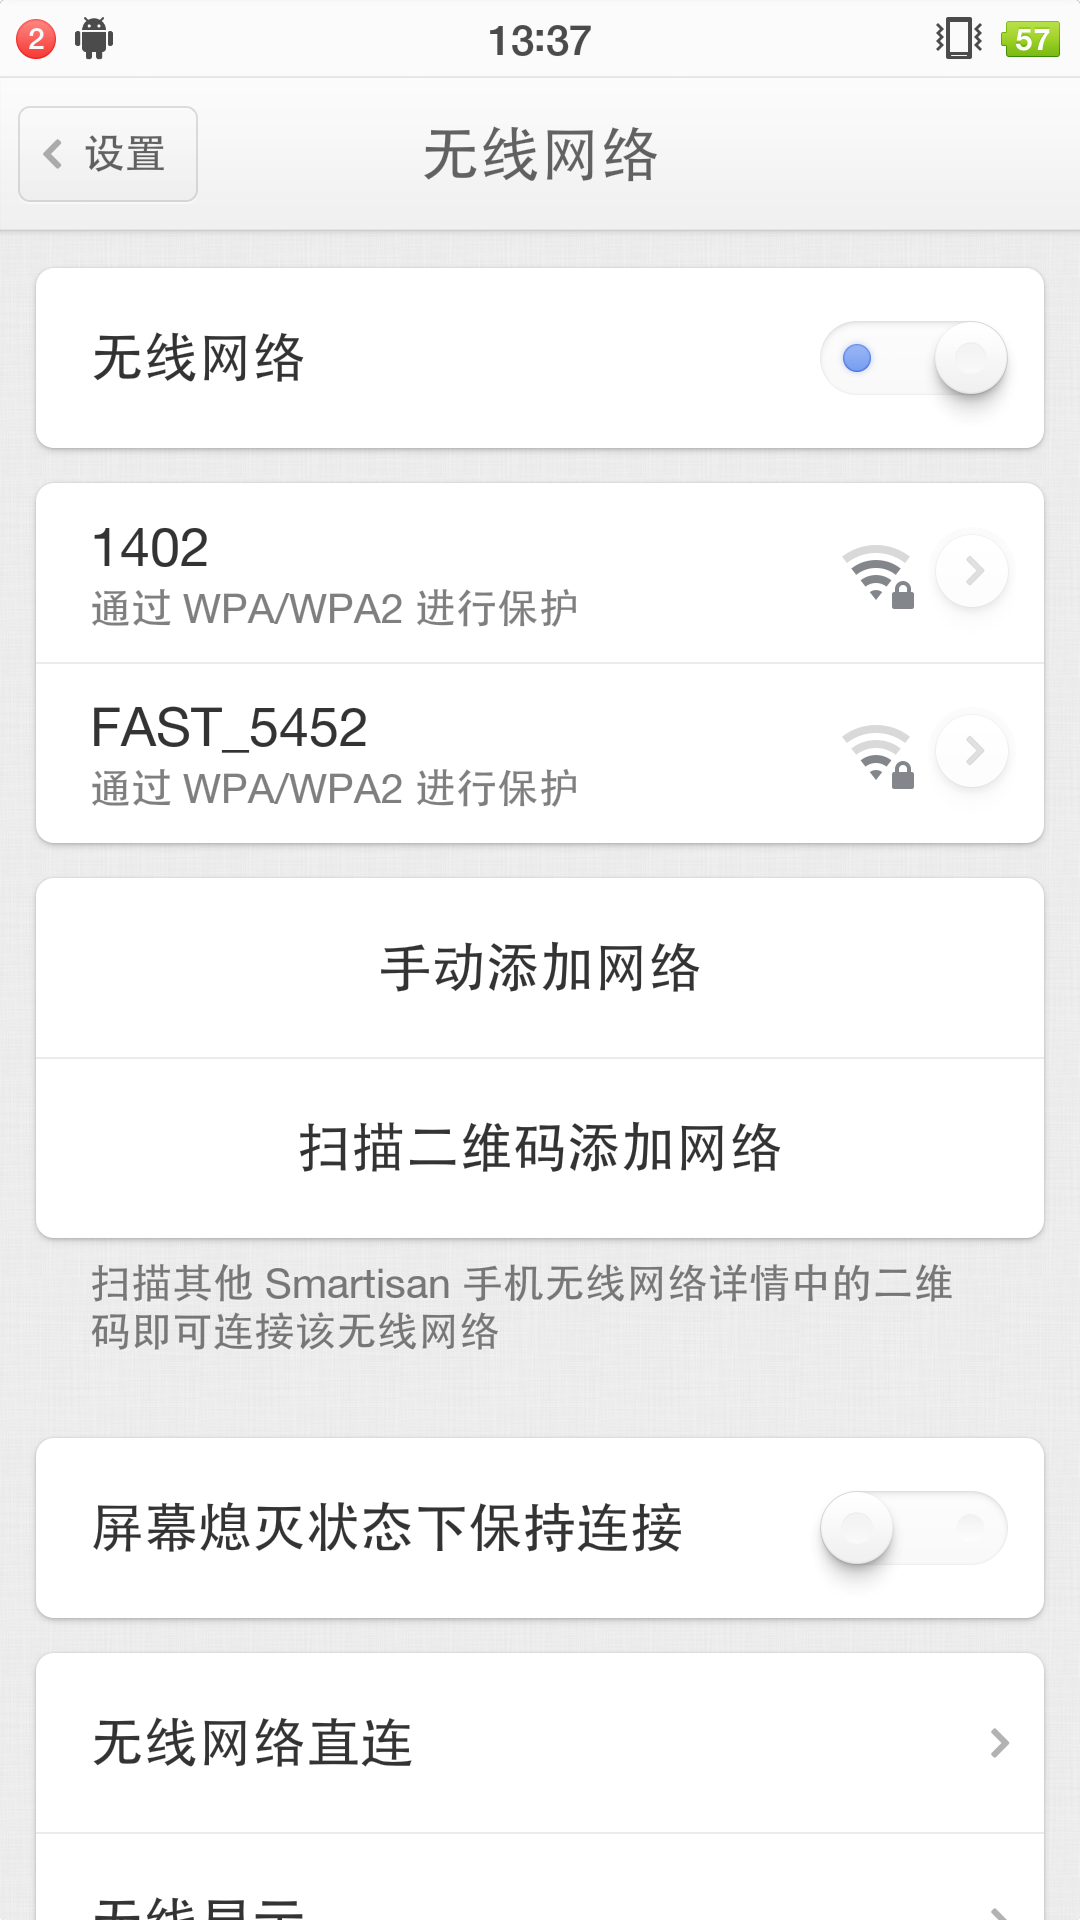 2
13:37
57
设置
无线网络
无线网络
1402
通过 WPA/WPA2 进行保护
FAST_5452
通过 WPA/WPA2 进行保护
手动添加网络
扫描二维码添加网络
扫描其他 Smartisan 手机无线网络详情中的二维
码即可连接该无线网络
屏幕熄灭状态下保持连接
无线网络直连
无线显示